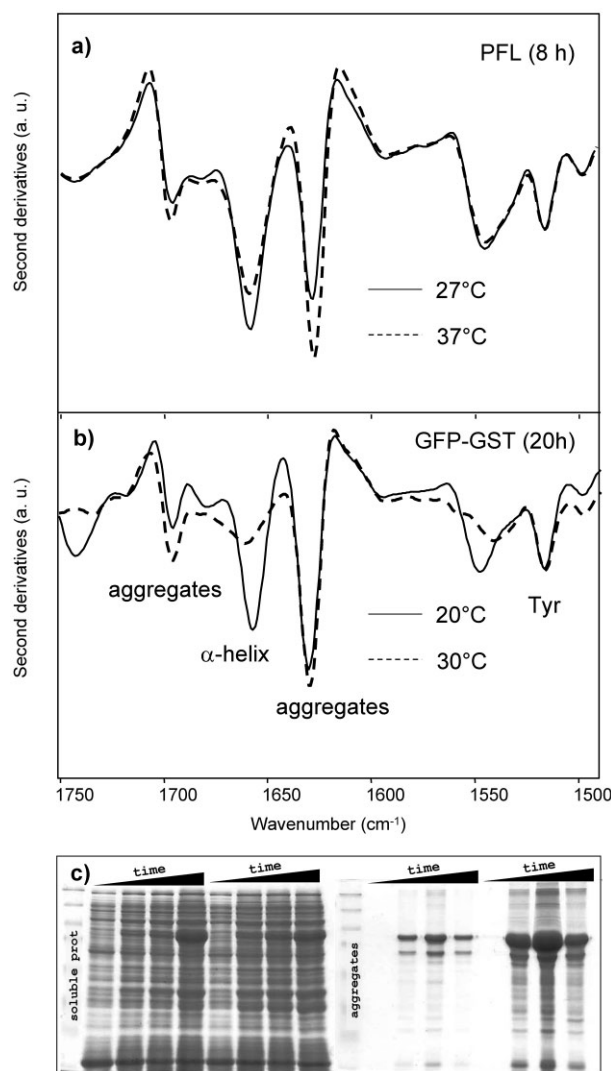 a)
PFL (8 h)
Second derivatives (a. u.)
27°C
37°C
b)
GFP-GST (20h)
Second derivatives (a. u.)
aggregates
α-helix
aggregates
20°C
30°C
Tyr
1750 1700 1650 1600 1550 1500
Wavenumber (cm-1)
c)
time time time time
soluble prot
aggregates